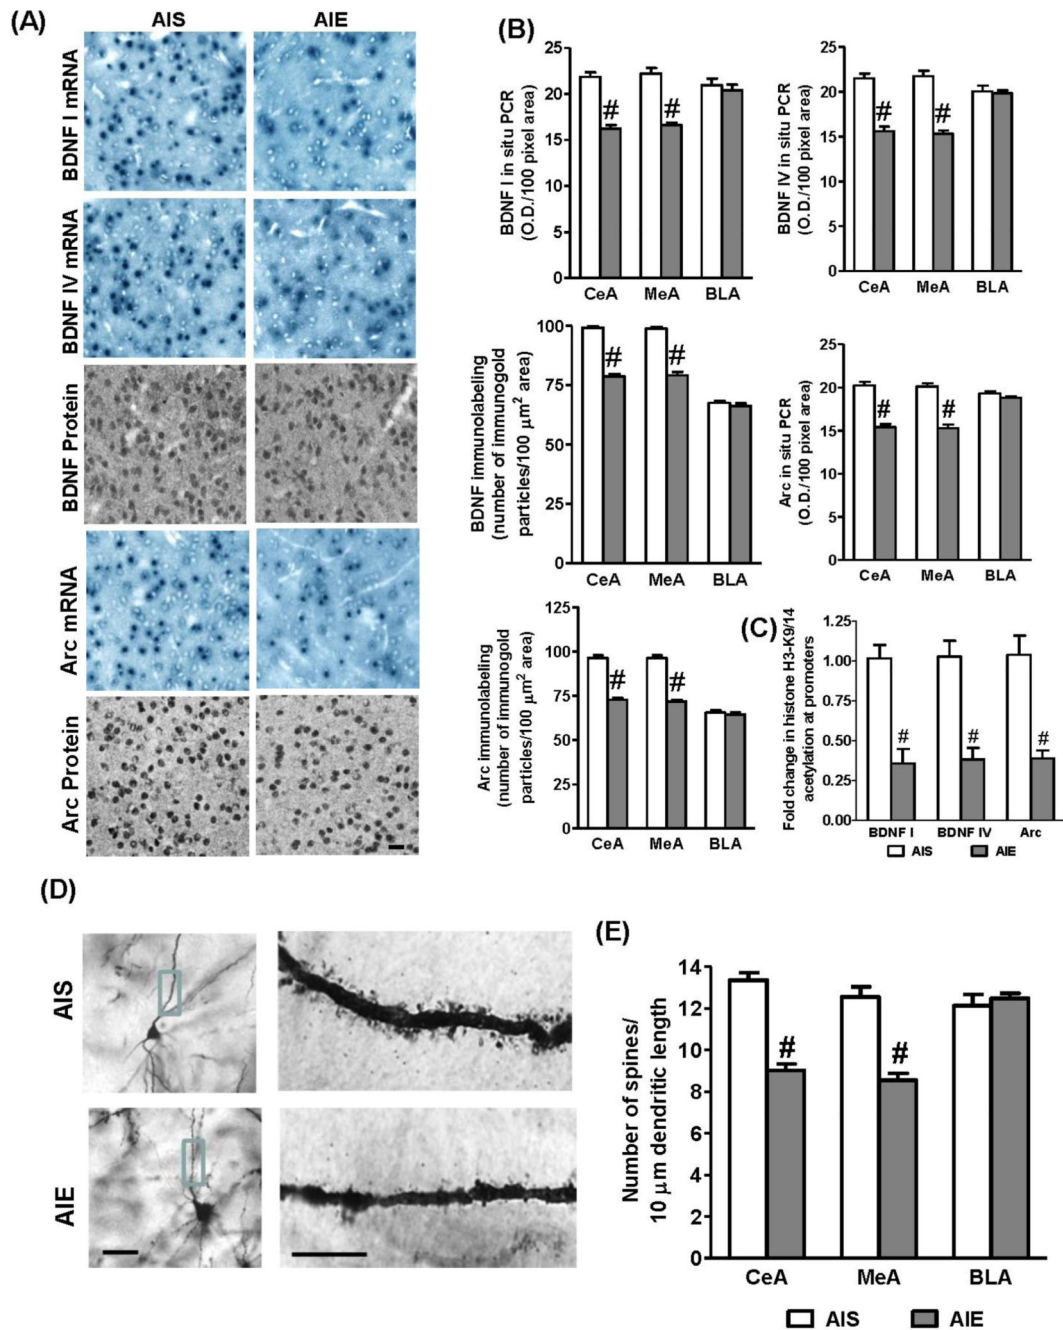 (A)
AIS AIE
BDNF I mRNA
BDNF IV mRNA
BDNF Protein
Arc mRNA
Arc Protein
(B)
BDNF I in situ PCR
(O.D./100 pixel area)
25
20
15
10
5
0
# #
CeA MeA BLA
BDNF IV in situ PCR
(O.D./100 pixel area)
25
20
15
10
5
0
# #
CeA MeA BLA
BDNF immunolabeling
(number of immunogold
particles/100 µm² area)
100
75
50
25
0
# #
CeA MeA BLA
Arc in situ PCR
(O.D./100 pixel area)
25
20
15
10
5
0
# #
CeA MeA BLA
Arc immunolabeling
(number of immunogold
particles/100 µm² area)
125
100
75
50
25
0
# #
CeA MeA BLA
(C)
Fold change in histone H3-K9/14
acetylation at promoters
1.25
1.00
0.75
0.50
0.25
0.00
# # #
BDNF I BDNF IV Arc
AIS AIE
(D)
AIS
AIE
(E)
Number of spines/
10 µm dendritic length
14
12
10
8
6
4
2
0
# #
CeA MeA BLA
AIS AIE